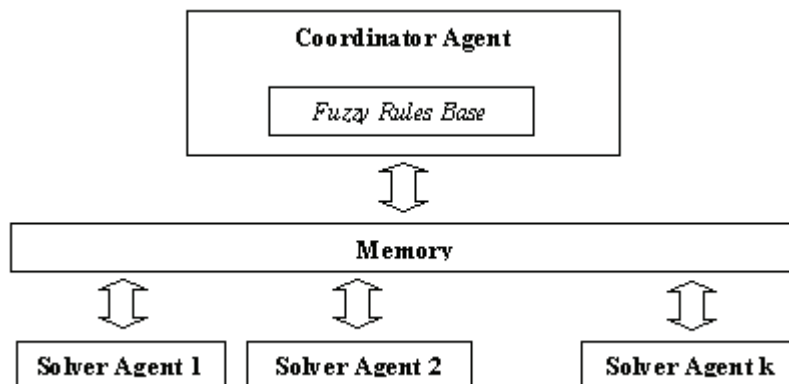 Coordinator Agent
Fuzzy Rules Base
Memory
Solver Agent 1
Solver Agent 2
Solver Agent k